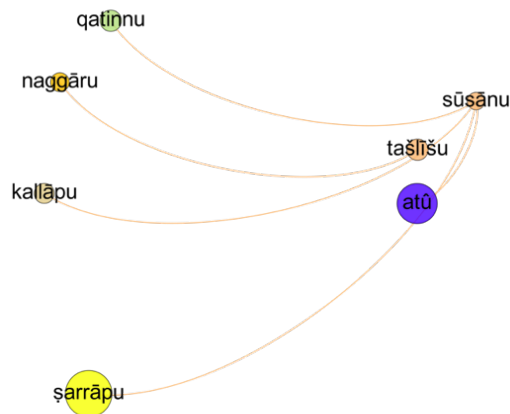 qatinnu
naggāru
sūsānu
tašlīšu
kallāpu
atû
ṣarrāpu